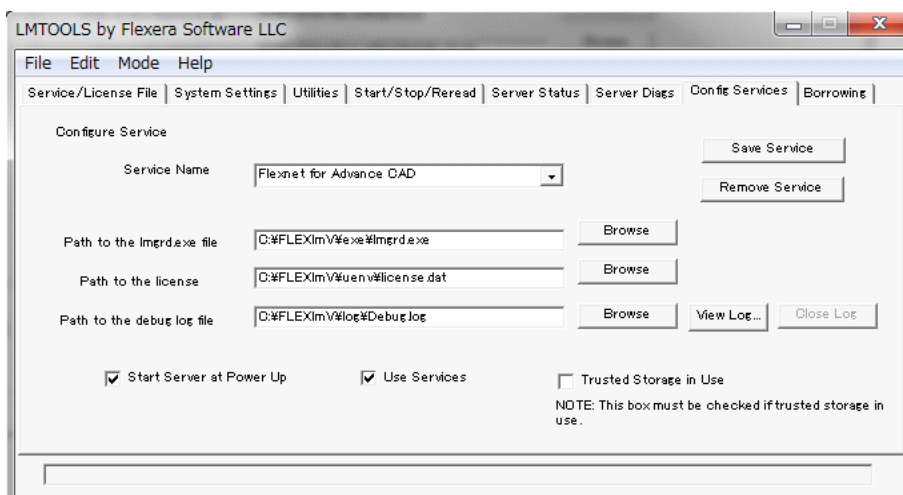 LMTOOLS by Flexera Software LLC
File Edit Mode Help
Service/License File System Settings Utilities Start/Stop/Reread Server Status Server Diags Config Services Borrowing
Configure Service
Save Service
Service Name Flexnet for Advance CAD
Remove Service
Path to the lmgrd.exe file C:¥FLEXlmV¥exe¥lmgrd.exe Browse
Path to the license C:¥FLEXlmV¥uenv¥license.dat Browse
Path to the debug log file C:¥FLEXlmV¥log¥Debug.log Browse View Log... Close Log
Start Server at Power Up Use Services Trusted Storage in Use
NOTE: This box must be checked if trusted storage in
use.